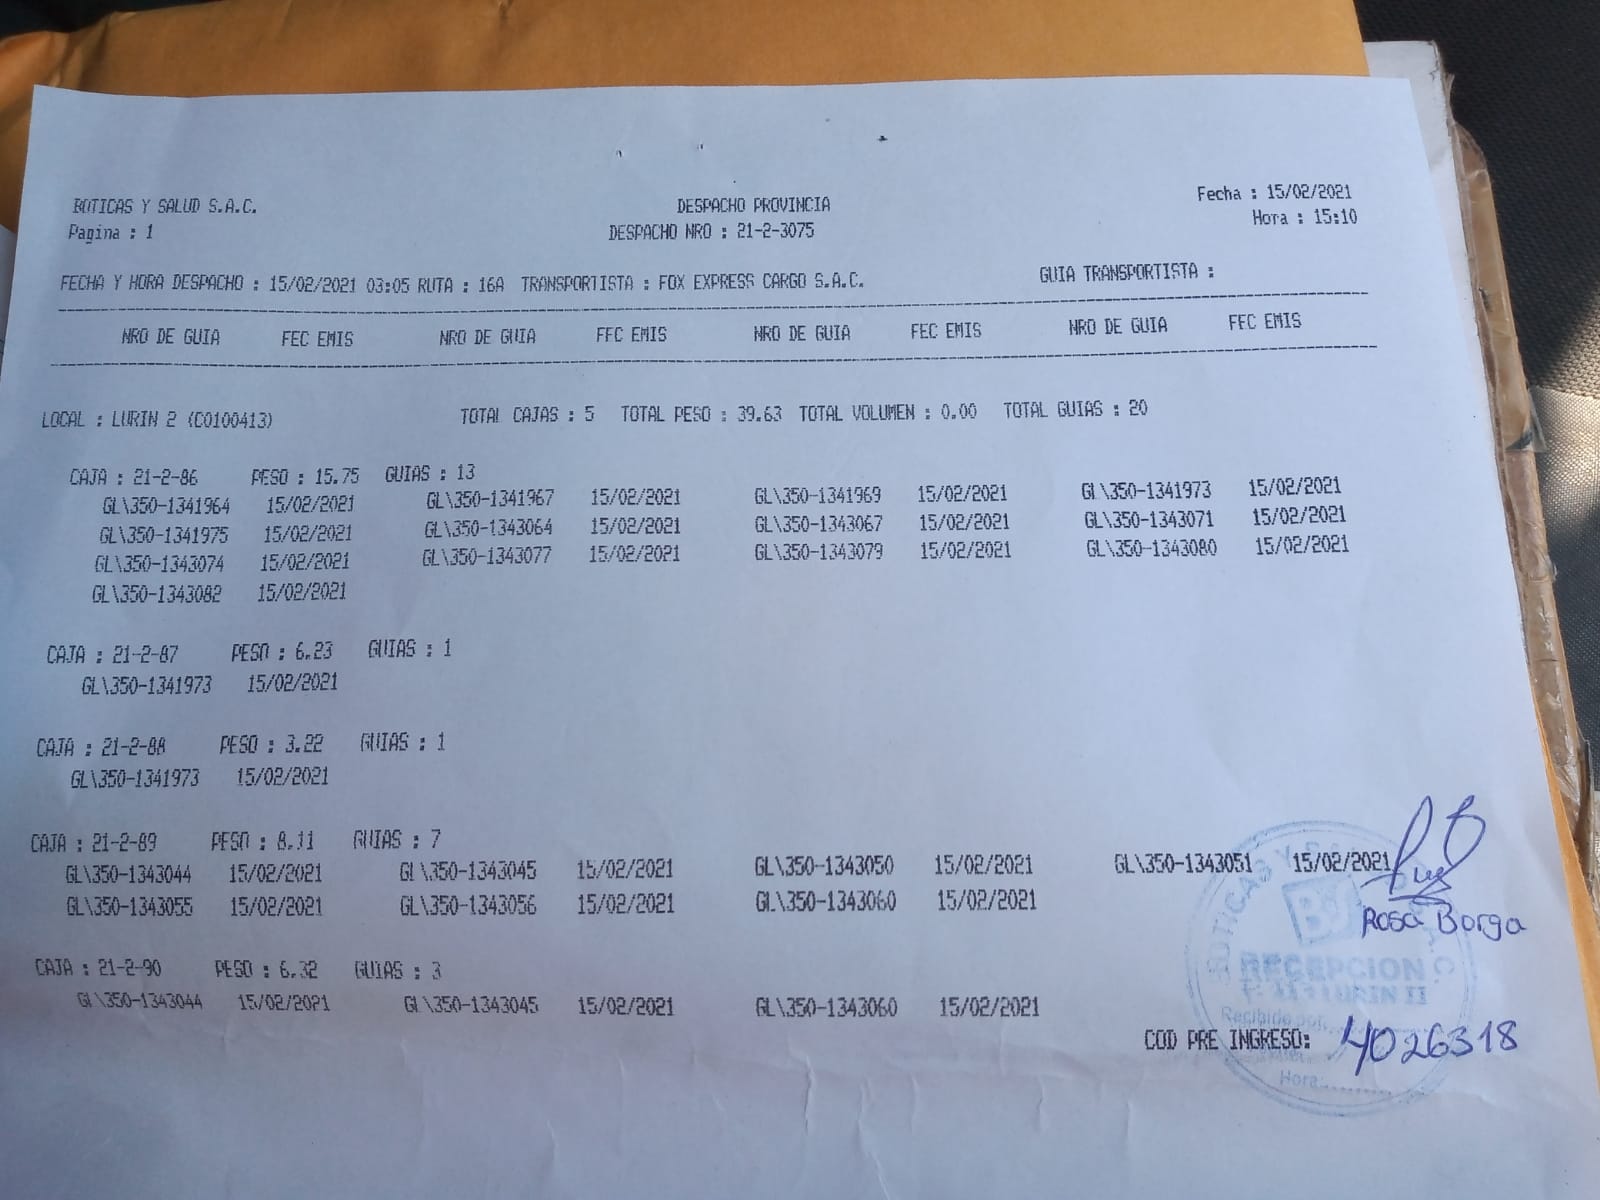 BOTICAS Y SALUD S.A.C. DESPACHO PROVINCIA Fecha : 15/02/2021
Pagina : 1 DESPACHO NRO : 21-2-3075 Hora : 15:10
FECHA Y HORA DESPACHO : 15/02/2021 03:05 RUTA : 16A TRANSPORTISTA : FOX EXPRESS CARGO S.A.C. GUIA TRANSPORTISTA :
NRO DE GUIA FEC EMIS NRO DE GUIA FEC EMIS NRO DE GUIA FEC EMIS NRO DE GUIA FEC EMIS
LOCAL : LURIN 2 (C0100413) TOTAL CAJAS : 5 TOTAL PESO : 39.63 TOTAL VOLUMEN : 0.00 TOTAL GUIAS : 20
CAJA : 21-2-86 PESO : 15.75 GUIAS : 13
GL\350-1341964 15/02/2021 GL\350-1341967 15/02/2021 GL\350-1341969 15/02/2021 GL\350-1341973 15/02/2021
GL\350-1341975 15/02/2021 GL\350-1343064 15/02/2021 GL\350-1343067 15/02/2021 GL\350-1343071 15/02/2021
GL\350-1343074 15/02/2021 GL\350-1343077 15/02/2021 GL\350-1343079 15/02/2021 GL\350-1343080 15/02/2021
GL\350-1343082 15/02/2021
CAJA : 21-2-87 PESO : 6.23 GUIAS : 1
GL\350-1341973 15/02/2021
CAJA : 21-2-88 PESO : 3.22 GUIAS : 1
GL\350-1341973 15/02/2021
CAJA : 21-2-89 PESO : 8.11 GUIAS : 7
GL\350-1343044 15/02/2021 GL\350-1343045 15/02/2021 GL\350-1343050 15/02/2021 GL\350-1343051 15/02/2021
GL\350-1343055 15/02/2021 GL\350-1343056 15/02/2021 GL\350-1343060 15/02/2021
Rosa Borga
CAJA : 21-2-90 PESO : 6.32 GUIAS : 3
GL\350-1343044 15/02/2021 GL\350-1343045 15/02/2021 GL\350-1343060 15/02/2021
BOTICAS Y
RECEPCION
LURIN II
Recibido por:
COD PRE INGRESO: 4026318
Hora: